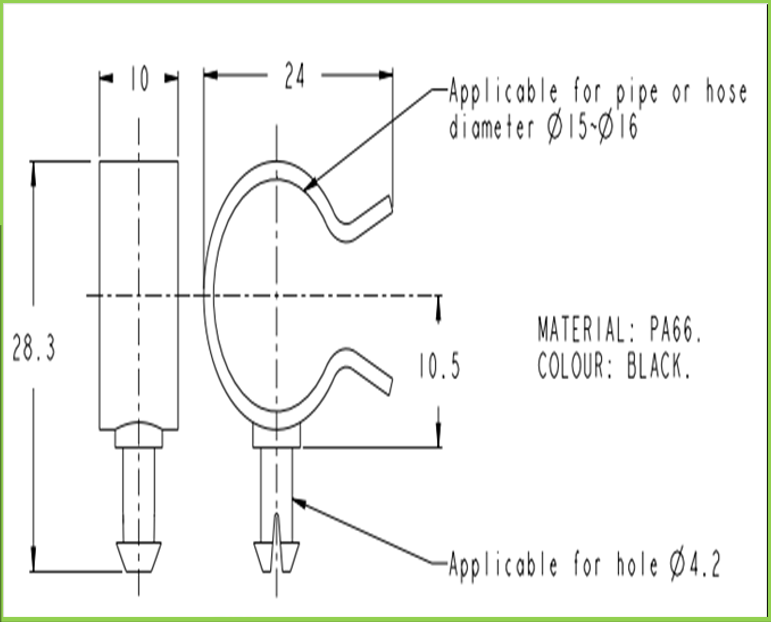 10
24
Applicable for pipe or hose
diameter Ø15~Ø16
28.3
10.5
MATERIAL: PA66.
COLOUR: BLACK.
Applicable for hole Ø4.2